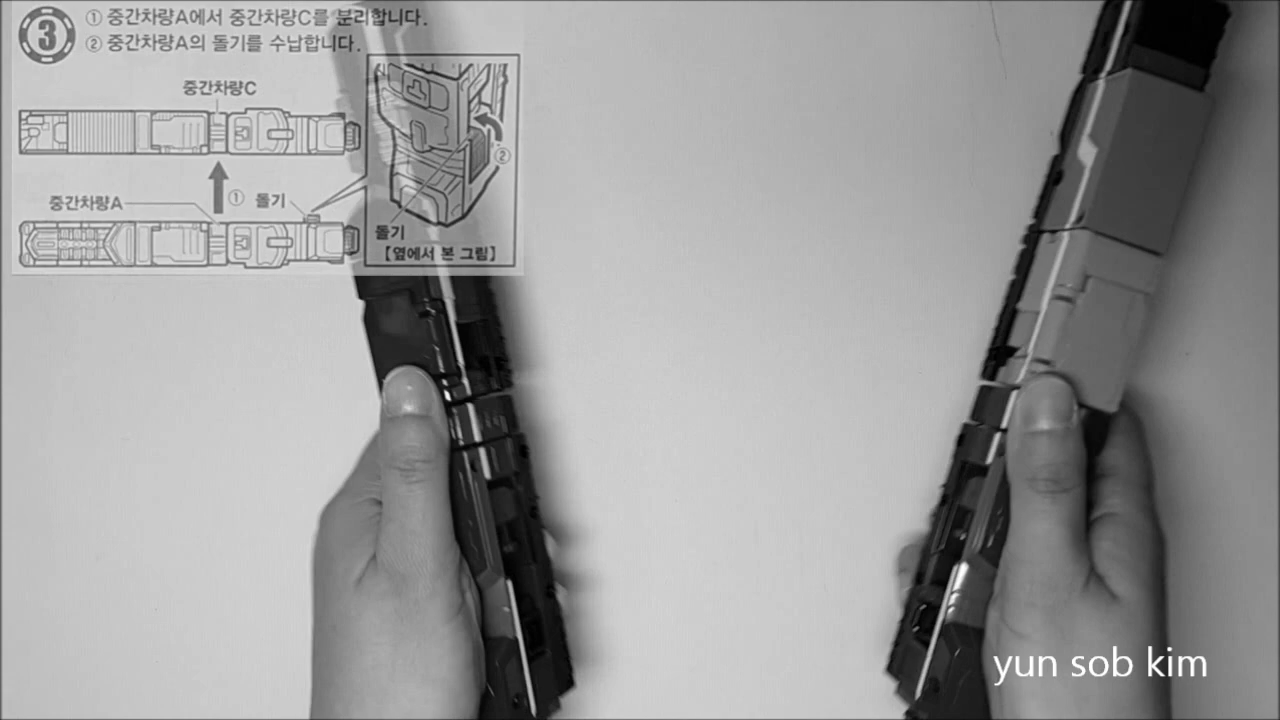 3
① 중간차량A에서 중간차량C를 분리합니다.
② 중간차량A의 돌기를 수납합니다.
중간차량C
②
중간차량A
① 돌기
돌기
【옆에서 본 그림】
yun sob kim